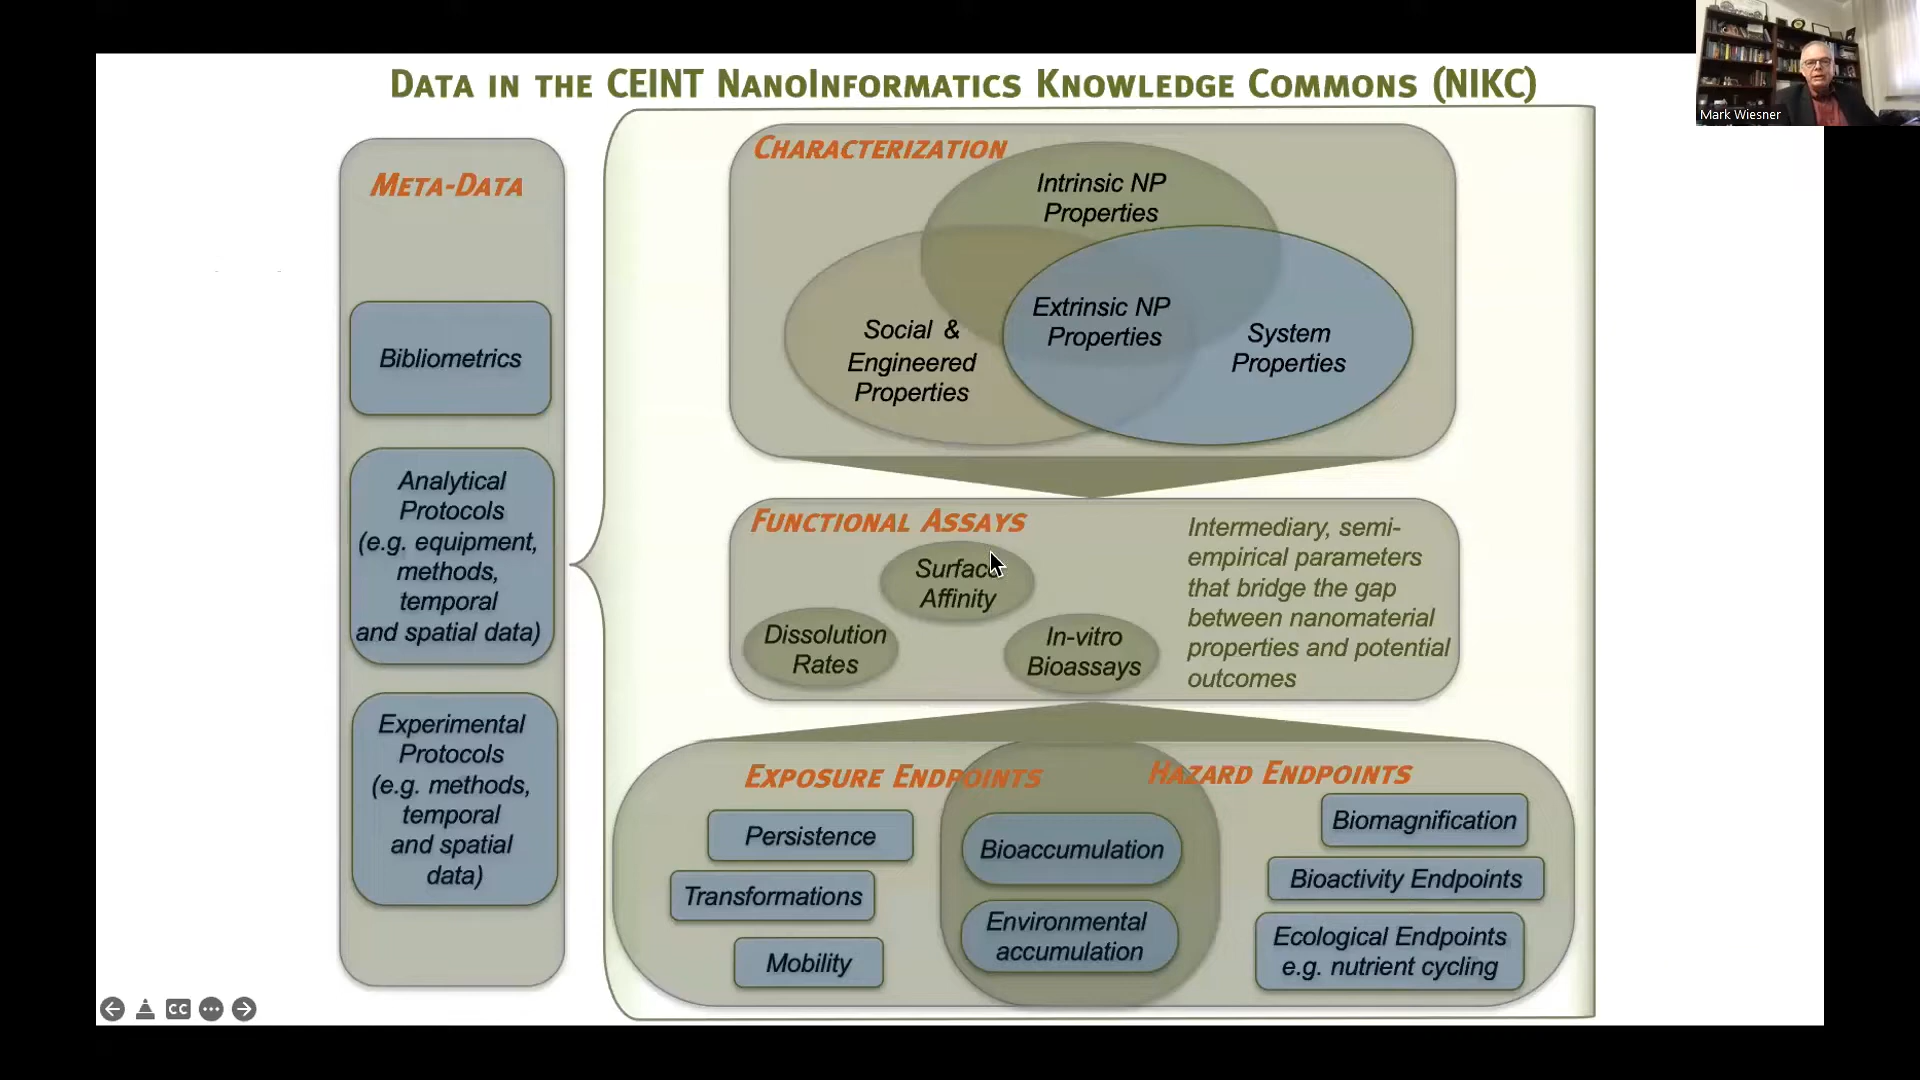 DATA IN THE CEINT NANOINFORMATICS KNOWLEDGE COMMONS (NIKC)
Mark Wiesner
META-DATA
Bibliometrics
Analytical
Protocols
(e.g. equipment,
methods,
temporal
and spatial data)
Experimental
Protocols
(e.g. methods,
temporal
and spatial
data)
CHARACTERIZATION
Intrinsic NP
Properties
Extrinsic NP
Properties
Social &
Engineered
Properties
System
Properties
FUNCTIONAL ASSAYS
Surface
Affinity
Dissolution
Rates
In-vitro
Bioassays
Intermediary, semi-
empirical parameters
that bridge the gap
between nanomaterial
properties and potential
outcomes
EXPOSURE ENDPOINTS
HAZARD ENDPOINTS
Persistence
Transformations
Mobility
Bioaccumulation
Environmental
accumulation
Biomagnification
Bioactivity Endpoints
Ecological Endpoints
e.g. nutrient cycling
CC